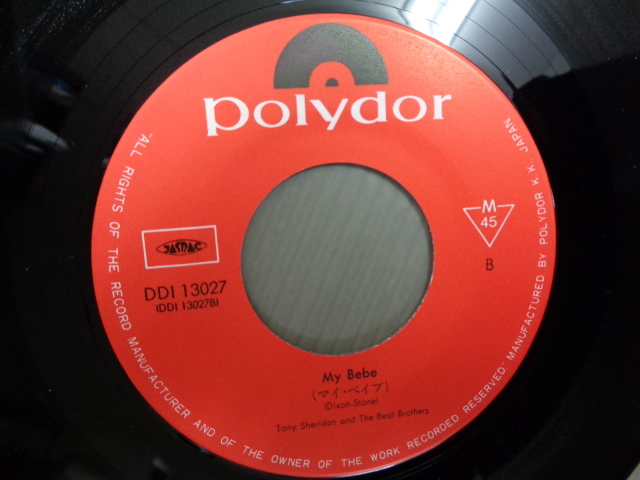 polydor
M
45
B
JASRAC
DDI 13027
(DDI 13027B)
My Bebe
(マイ・ベイブ)
(Dixon-Stone)
Tony Sheridan and The Beat Brothers
"ALL RIGHTS OF THE RECORD MANUFACTURER AND OF THE OWNER OF THE WORK RECORDED RESERVED" MANUFACTURED BY POLYDOR K. K. JAPAN